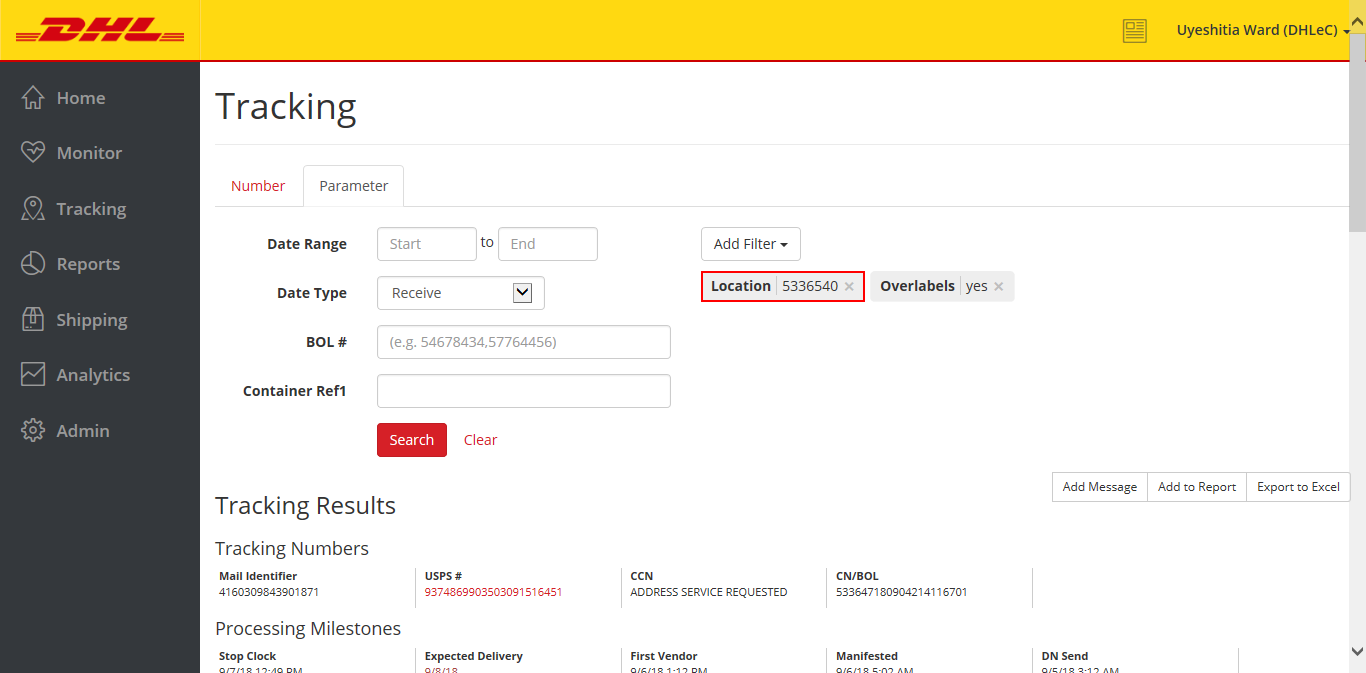 DHL
Uyeshitia Ward (DHLeC)
Home
Monitor
Tracking
Reports
Shipping
Analytics
Admin
Tracking
Number Parameter
Date Range Start to End Add Filter
Location 5336540 × Overlabels yes ×
Date Type Receive
BOL # (e.g. 54678434,57764456)
Container Ref1
Search Clear
Add Message Add to Report Export to Excel
Tracking Results
Tracking Numbers
Mail Identifier USPS # CCN CN/BOL
4160309843901871 9374869903503091516451 ADDRESS SERVICE REQUESTED 533647180904214116701
Processing Milestones
Stop Clock Expected Delivery First Vendor Manifested DN Send
9/7/18 12:49 PM 9/8/18 9/6/18 1:12 PM 9/6/18 5:02 AM 9/5/18 3:12 AM